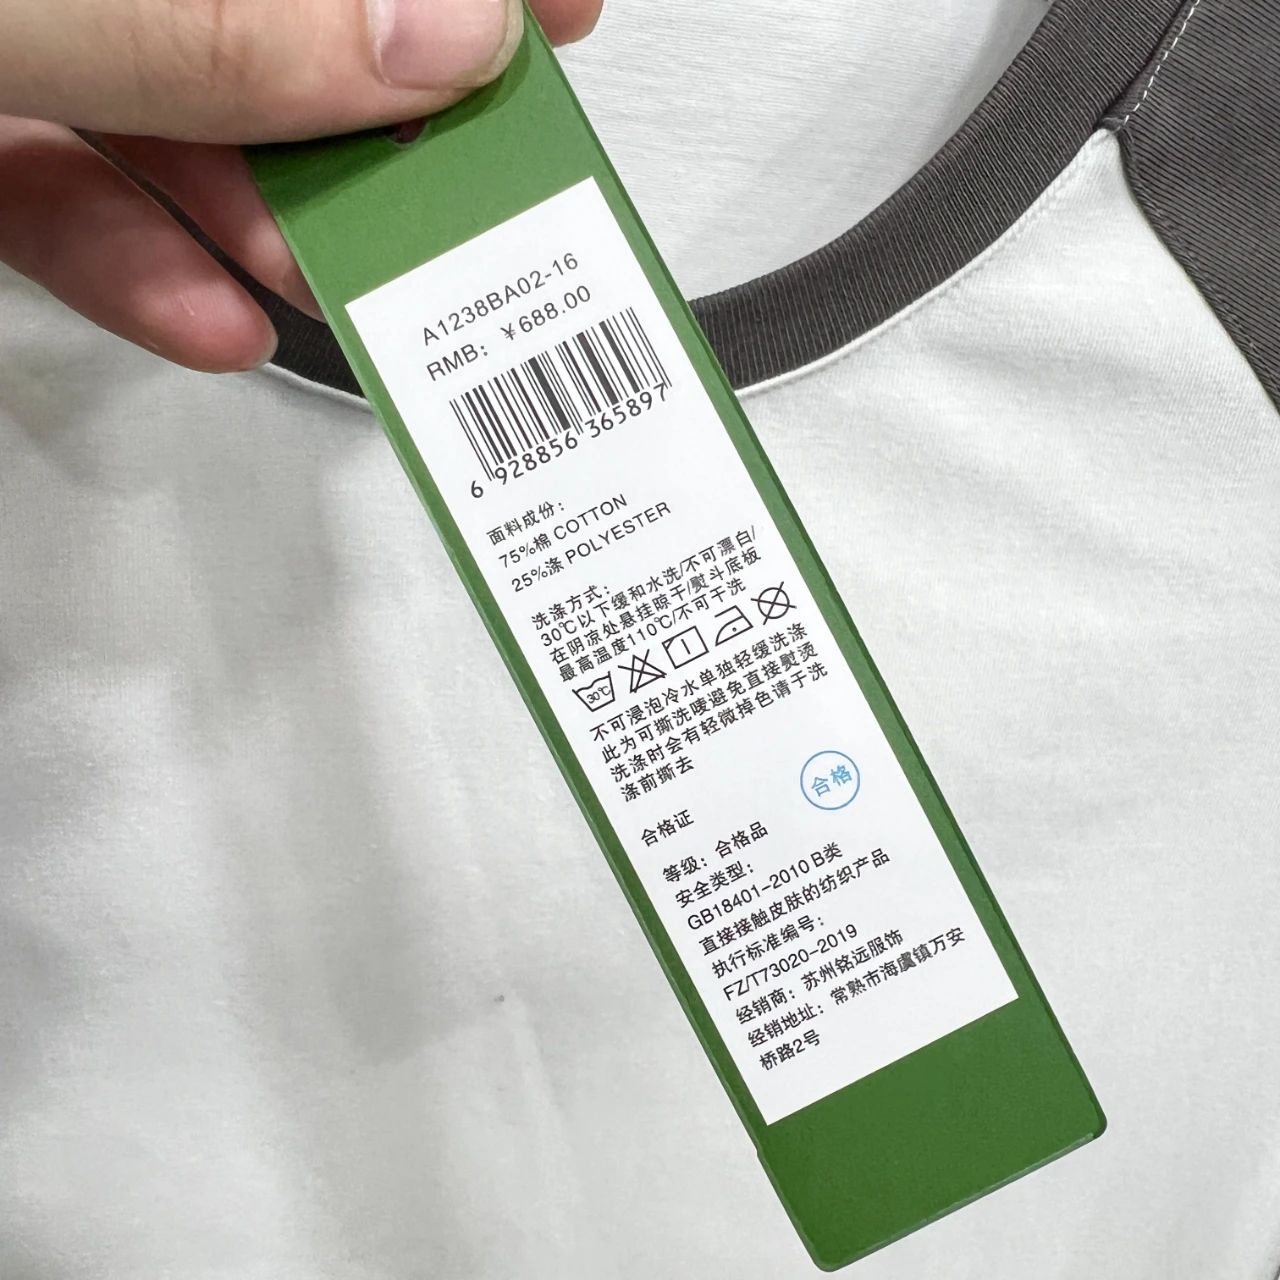 A1238BA02-16
RMB：￥688.00
6 928856 365897
面料成份：
75%棉 COTTON
25%涤 POLYESTER
洗涤方式：
30℃以下缓和水洗/不可漂白/
在阴凉处悬挂晾干/熨斗底板
最高温度110℃/不可干洗
30℃
不可浸泡冷水单独轻缓洗涤
此为可撕洗唛避免直接熨烫
洗涤时会有轻微掉色请于洗
涤前撕去
合格
合格证
等级：合格品
安全类型：
GB18401-2010 B类
直接接触皮肤的纺织产品
执行标准编号：
FZ/T73020-2019
经销商：苏州铭远服饰
经销地址：常熟市海虞镇万安
桥路2号